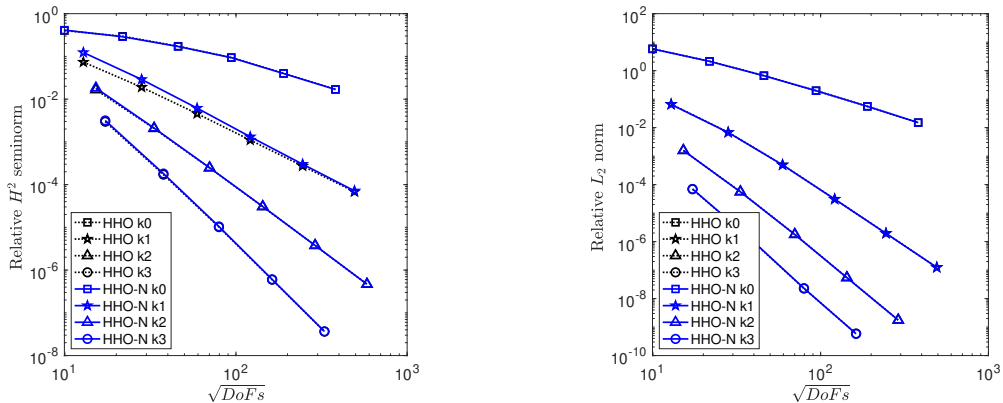 10^0
10^-2
10^-4
10^-6
10^-8
Relative H^2 seminorm
HHO k0
HHO k1
HHO k2
HHO k3
HHO-N k0
HHO-N k1
HHO-N k2
HHO-N k3
10^1
10^2
10^3
√DoFs
10^2
10^0
10^-2
10^-4
10^-6
10^-8
10^-10
Relative L_2 norm
HHO k0
HHO k1
HHO k2
HHO k3
HHO-N k0
HHO-N k1
HHO-N k2
HHO-N k3
10^1
10^2
10^3
√DoFs